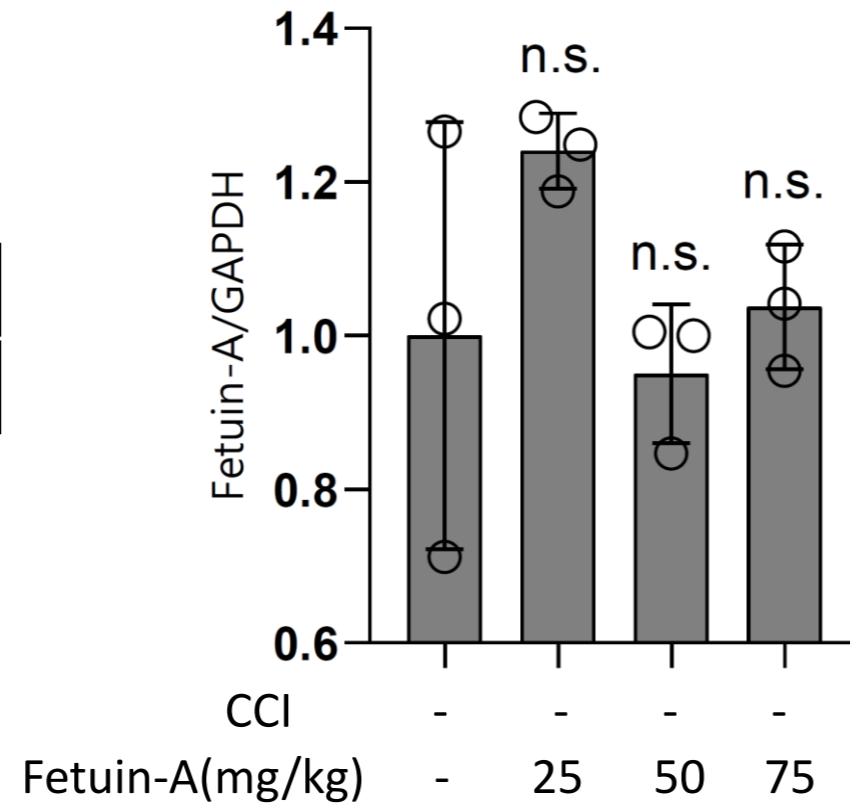 1.4
n.s.
1.2
n.s.
n.s.
1.0
0.8
0.6
Fetuin-A/GAPDH
CCI - - - -
Fetuin-A(mg/kg) - 25 50 75